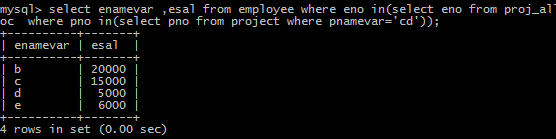 mysql> select enamevar ,esal from employee where eno in(select eno from proj_all
oc  where pno in(select pno from project where pnamevar='cd'));
+----------+-------+
| enamevar | esal  |
+----------+-------+
| b        | 20000 |
| c        | 15000 |
| d        |  5000 |
| e        |  6000 |
+----------+-------+
4 rows in set (0.00 sec)